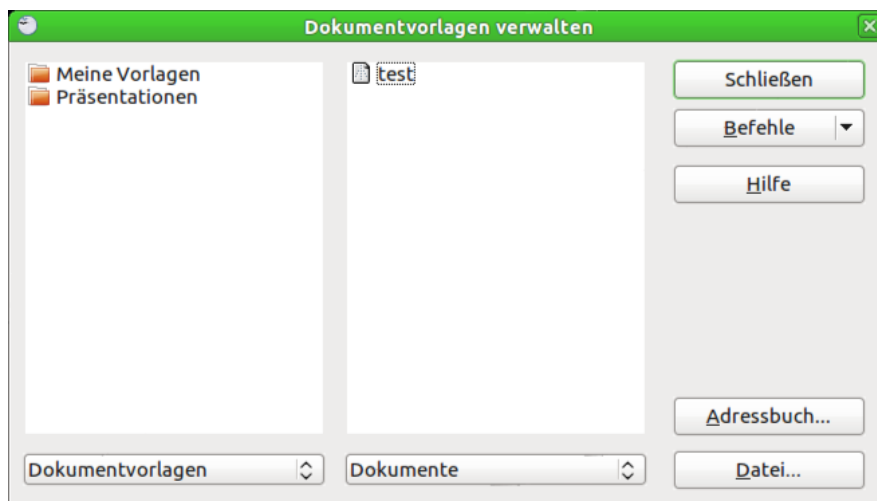 Dokumentvorlagen verwalten
Meine Vorlagen
Präsentationen
test
Schließen
Befehle
Hilfe
Adressbuch...
Dokumentvorlagen
Dokumente
Datei...